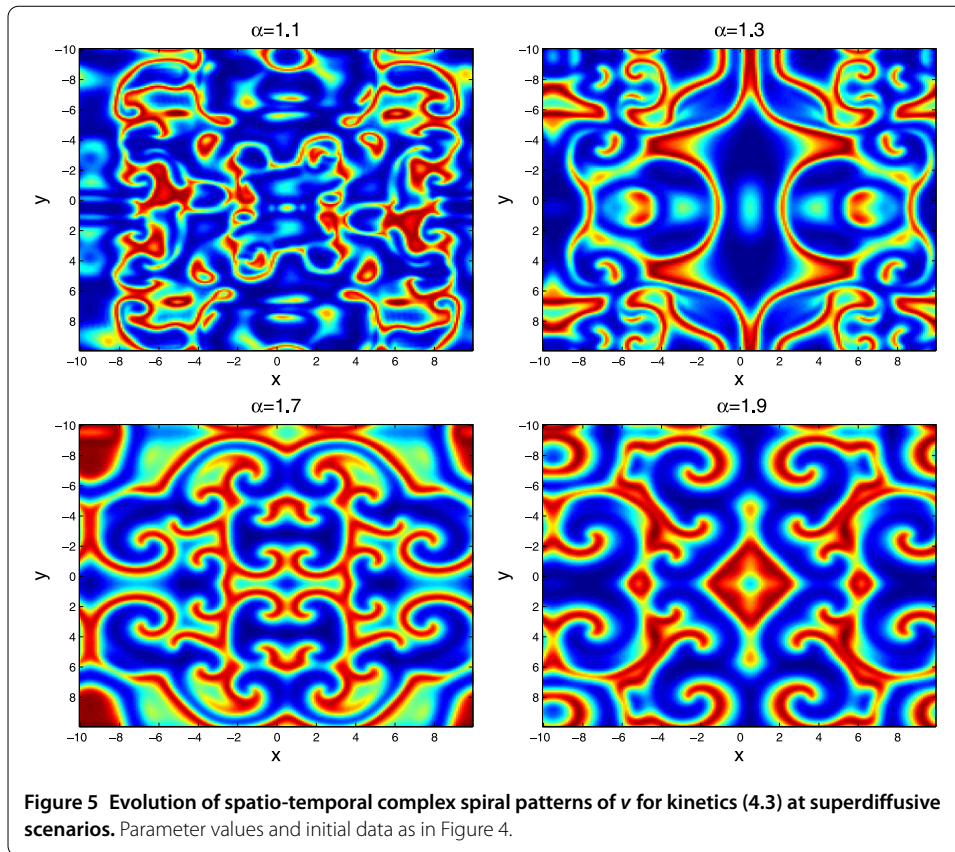 α=1.1
α=1.3
-10
-8
-6
-4
-2
0
2
4
6
8
y
-10 -8 -6 -4 -2 0 2 4 6 8
x
-10
-8
-6
-4
-2
0
2
4
6
8
y
-10 -8 -6 -4 -2 0 2 4 6 8
x
α=1.7
α=1.9
-10
-8
-6
-4
-2
0
2
4
6
8
y
-10 -8 -6 -4 -2 0 2 4 6 8
x
-10
-8
-6
-4
-2
0
2
4
6
8
y
-10 -8 -6 -4 -2 0 2 4 6 8
x
Figure 5 Evolution of spatio-temporal complex spiral patterns of v for kinetics (4.3) at superdiffusive
scenarios. Parameter values and initial data as in Figure 4.